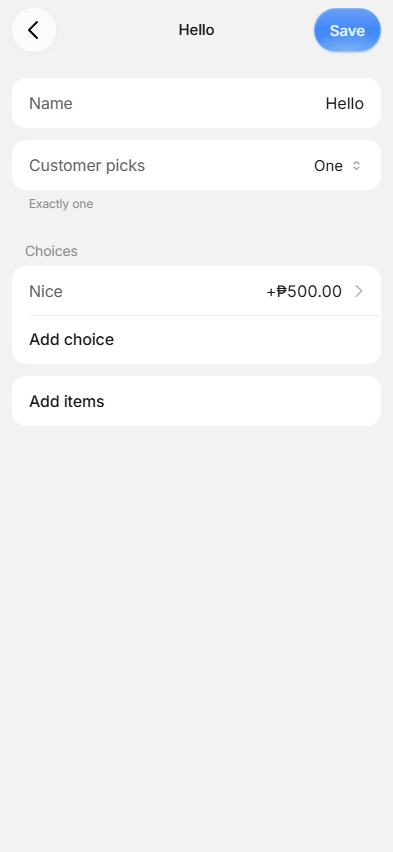 Hello
Save
Name
Hello
Customer picks
One
Exactly one
Choices
Nice
+₱500.00
Add choice
Add items